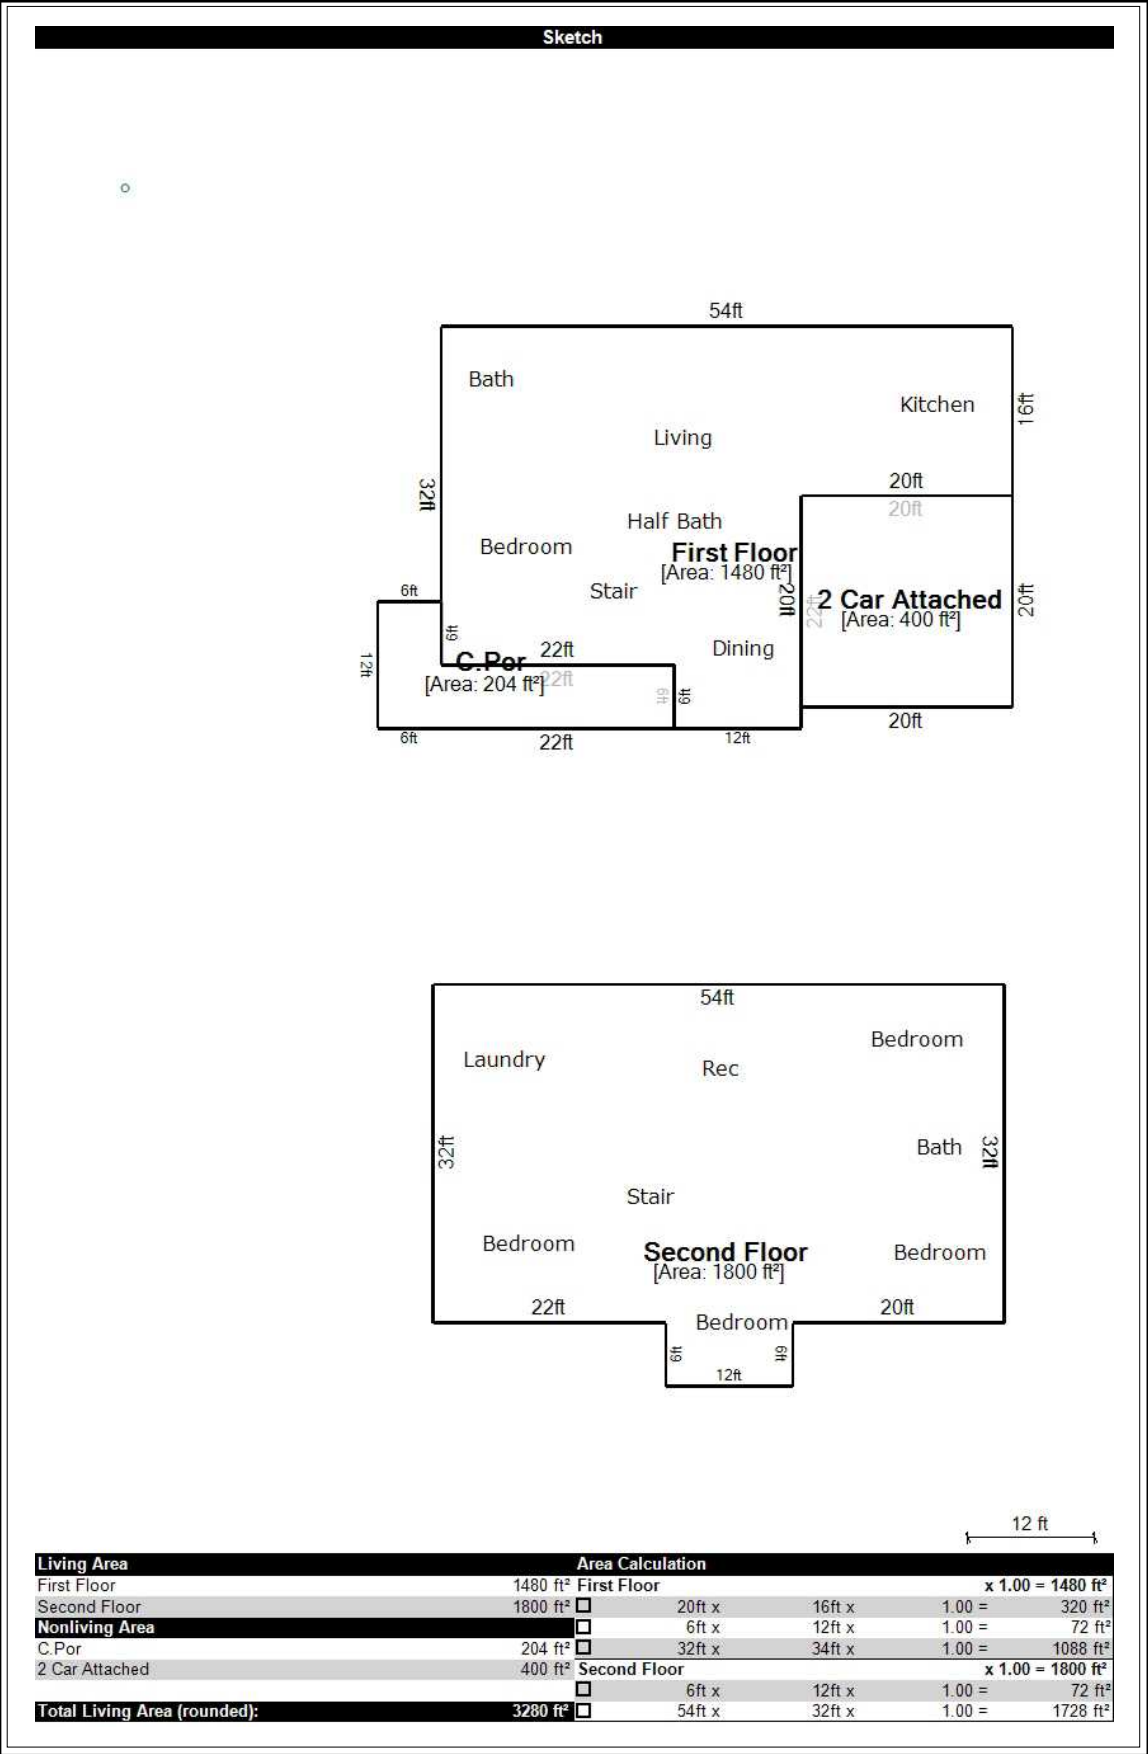 Sketch
54ft
Bath
Kitchen
16ft
Living
32ft
20ft
20ft
Half Bath
Bedroom
First Floor
[Area: 1480 ft²]
Stair
20ft
22ft
2 Car Attached
[Area: 400 ft²]
20ft
6ft
6ft
22ft
Dining
12ft
C.Por
[Area: 204 ft²]
22ft
6ft
6ft
20ft
6ft
22ft
12ft
54ft
Bedroom
Laundry
Rec
32ft
Bath
32ft
Stair
Bedroom
Second Floor
[Area: 1800 ft²]
Bedroom
22ft
20ft
Bedroom
6ft
6ft
12ft
12 ft
Living Area Area Calculation
First Floor 1480 ft² First Floor x 1.00 = 1480 ft²
Second Floor 1800 ft² 20ft x 16ft x 1.00 = 320 ft²
Nonliving Area 6ft x 12ft x 1.00 = 72 ft²
C.Por 204 ft² 32ft x 34ft x 1.00 = 1088 ft²
2 Car Attached 400 ft² Second Floor x 1.00 = 1800 ft²
6ft x 12ft x 1.00 = 72 ft²
Total Living Area (rounded): 3280 ft² 54ft x 32ft x 1.00 = 1728 ft²